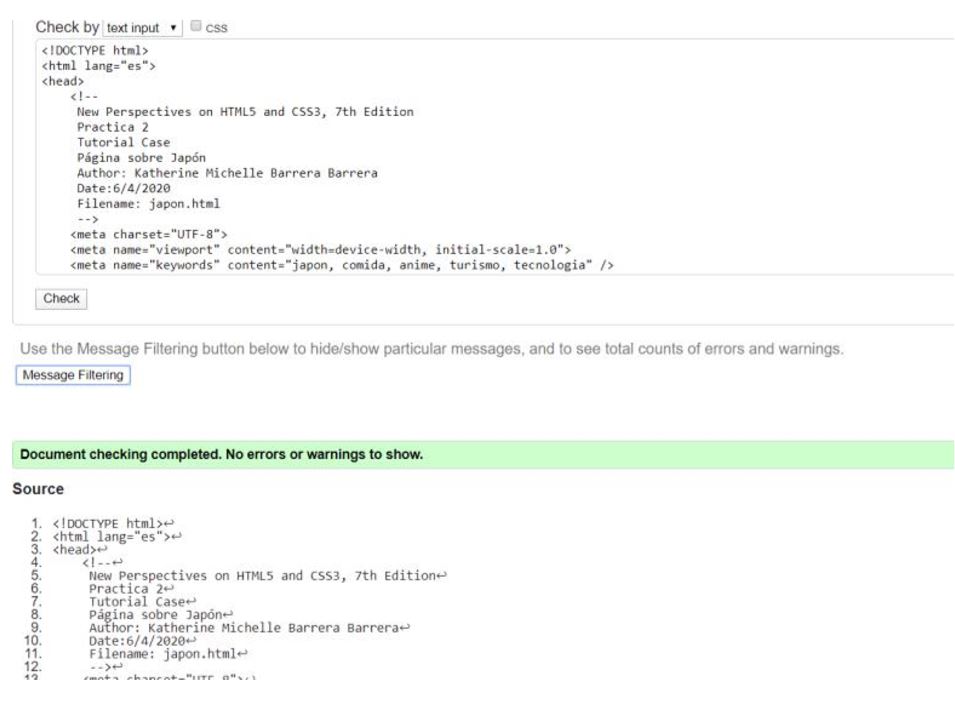 Check by text input ▾ css
<!DOCTYPE html>
<html lang="es">
<head>
<!--
New Perspectives on HTML5 and CSS3, 7th Edition
Practica 2
Tutorial Case
Página sobre Japón
Author: Katherine Michelle Barrera Barrera
Date:6/4/2020
Filename: japon.html
-->
<meta charset="UTF-8">
<meta name="viewport" content="width=device-width, initial-scale=1.0">
<meta name="keywords" content="japon, comida, anime, turismo, tecnologia" />
Check
Use the Message Filtering button below to hide/show particular messages, and to see total counts of errors and warnings.
Message Filtering
Document checking completed. No errors or warnings to show.
Source
1. <!DOCTYPE html>↩
2. <html lang="es">↩
3. <head>↩
4. <!--↩
5. New Perspectives on HTML5 and CSS3, 7th Edition↩
6. Practica 2↩
7. Tutorial Case↩
8. Página sobre Japón↩
9. Author: Katherine Michelle Barrera Barrera↩
10. Date:6/4/2020↩
11. Filename: japon.html↩
12. -->↩
13. <meta charset="UTF-8">↩